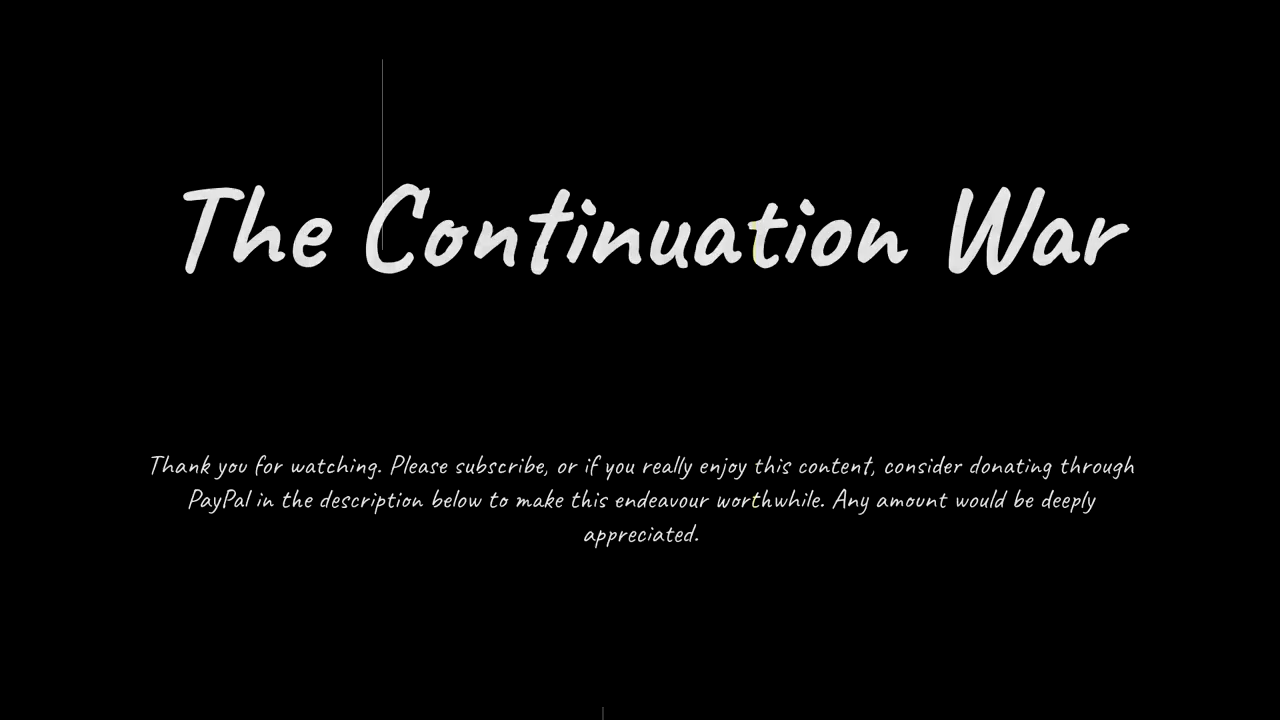 The Continuation War
Thank you for watching. Please subscribe, or if you really enjoy this content, consider donating through
PayPal in the description below to make this endeavour worthwhile. Any amount would be deeply
appreciated.